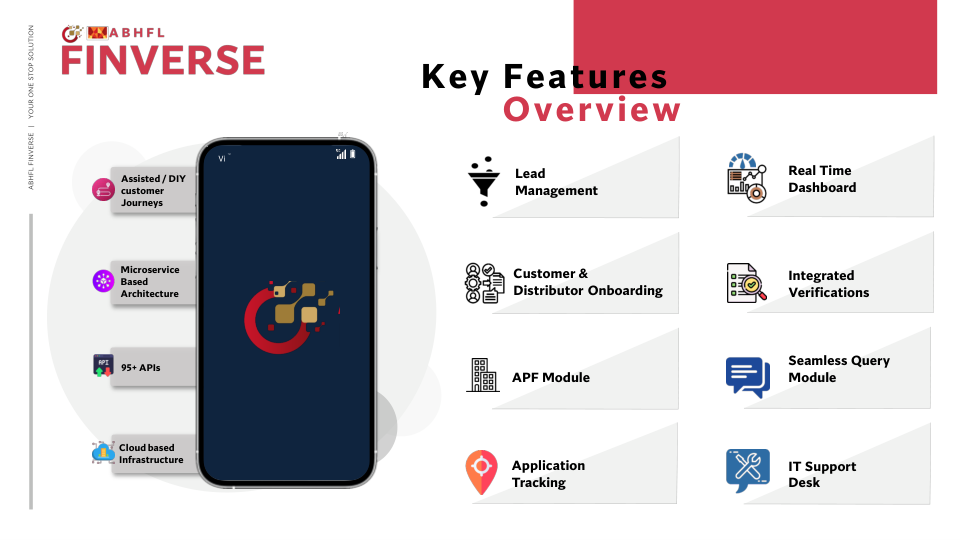 ABHFL
FINVERSE
ABHFL FINVERSE | YOUR ONE STOP SOLUTION
Key Features
Overview
Assisted / DIY
customer
Journeys
Microservice
Based
Architecture
API
95+ APIs
Cloud based
Infrastructure
Vi
Lead
Management
Real Time
Dashboard
Customer &
Distributor Onboarding
Integrated
Verifications
APF Module
Seamless Query
Module
Application
Tracking
IT Support
Desk